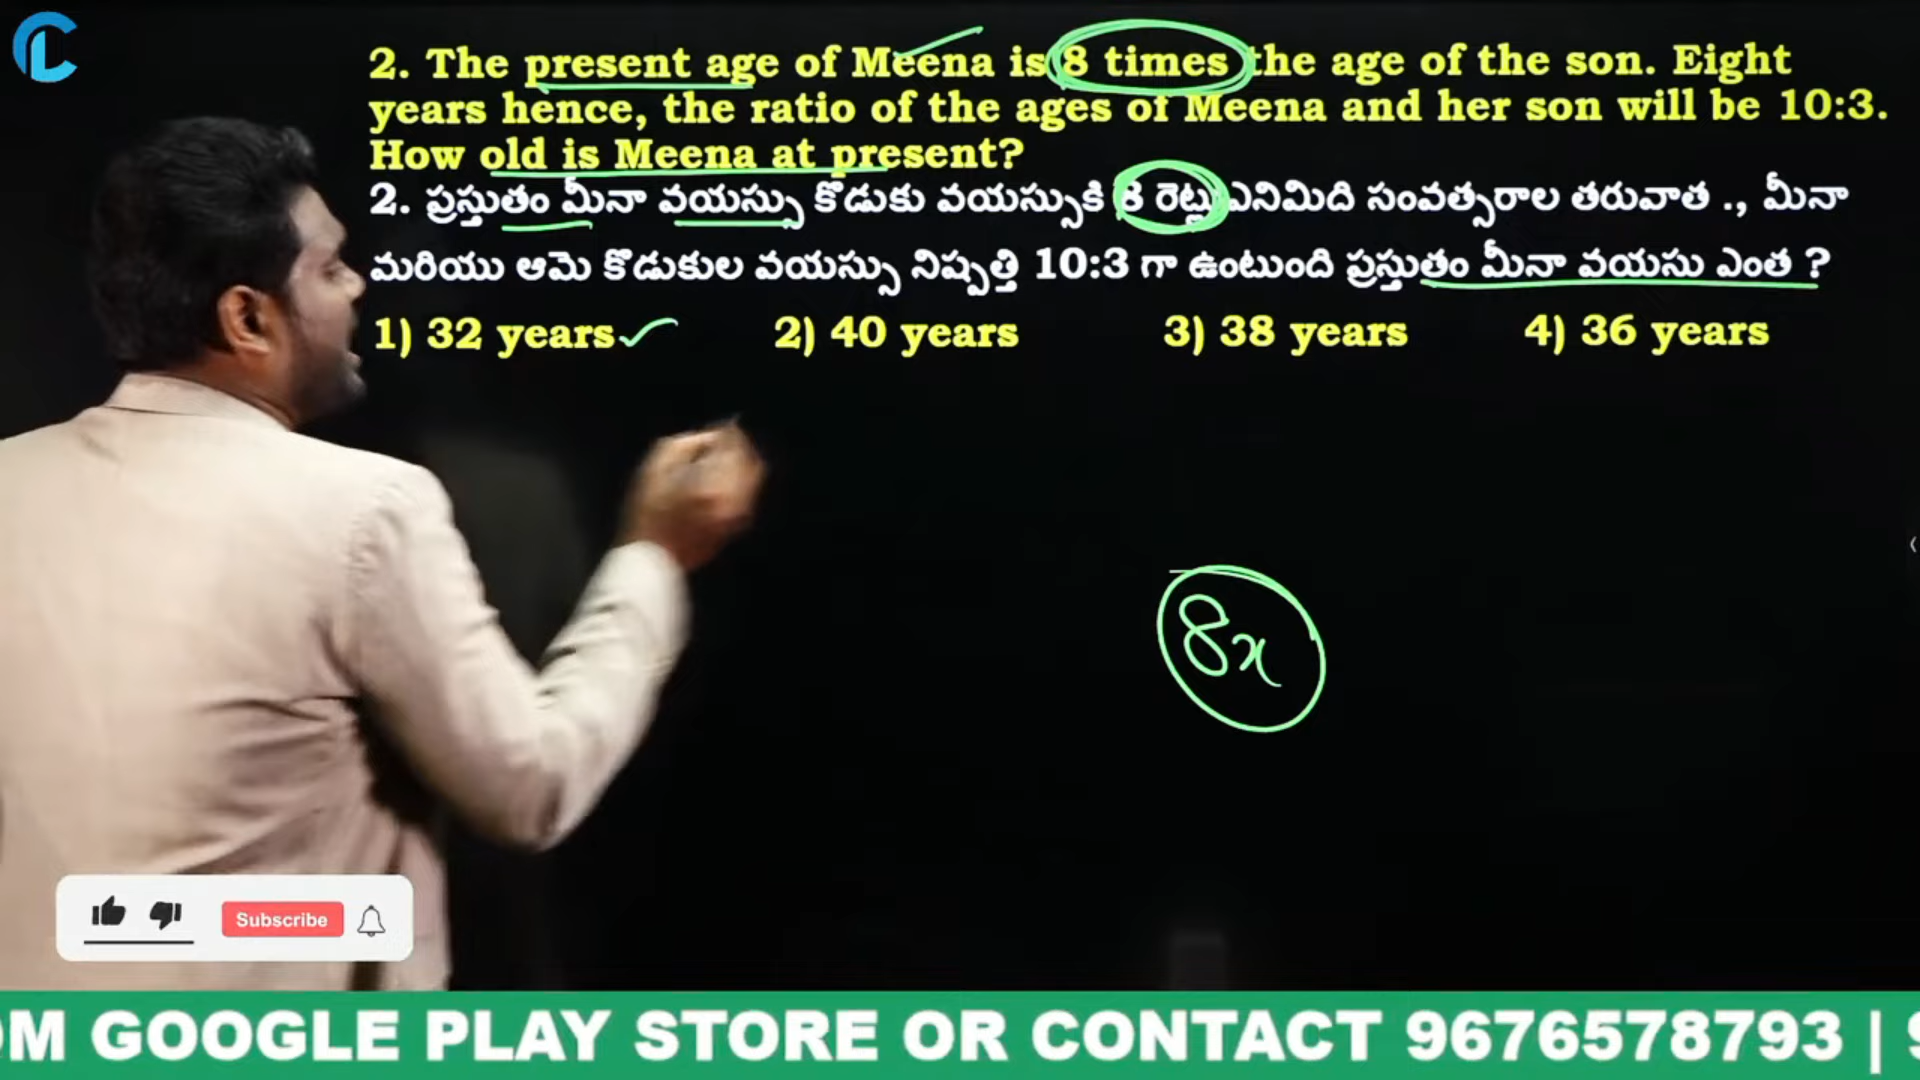 2. The present age of Meena is 8 times the age of the son. Eight
years hence, the ratio of the ages of Meena and her son will be 10:3.
How old is Meena at present?
2. ప్రస్తుతం మీనా వయస్సు కొడుకు వయస్సుకి 8 రెట్లు ఎనిమిది సంవత్సరాల తరువాత ., మీనా
మరియు ఆమె కొడుకుల వయస్సు నిష్పత్తి 10:3 గా ఉంటుంది ప్రస్తుతం మీనా వయసు ఎంత ?
1) 32 years 2) 40 years 3) 38 years 4) 36 years
8x
Subscribe
OM GOOGLE PLAY STORE OR CONTACT 9676578793 |